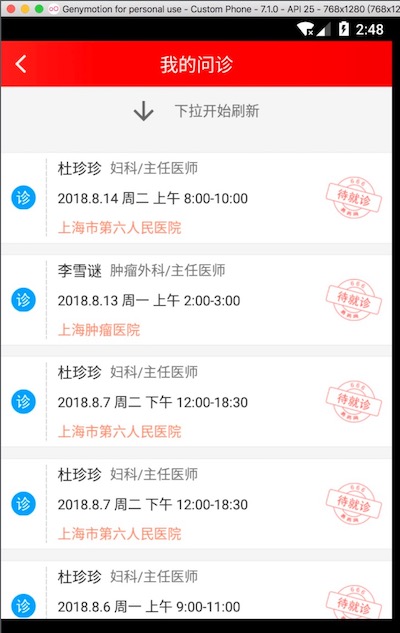 Genymotion for personal use - Custom Phone - 7.1.0 - API 25 - 768x1280 (768x12
2:48
我的问诊
下拉开始刷新
杜珍珍 妇科/主任医师
诊 2018.8.14 周二 上午 8:00-10:00 待就诊
上海市第六人民医院
李雪谜 肿瘤外科/主任医师
诊 2018.8.13 周一 上午 2:00-3:00 待就诊
上海肿瘤医院
杜珍珍 妇科/主任医师
诊 2018.8.7 周二 下午 12:00-18:30 待就诊
上海市第六人民医院
杜珍珍 妇科/主任医师
诊 2018.8.7 周二 下午 12:00-18:30 待就诊
上海市第六人民医院
杜珍珍 妇科/主任医师
诊 2018.8.6 周一 上午 9:00-11:00 待就诊